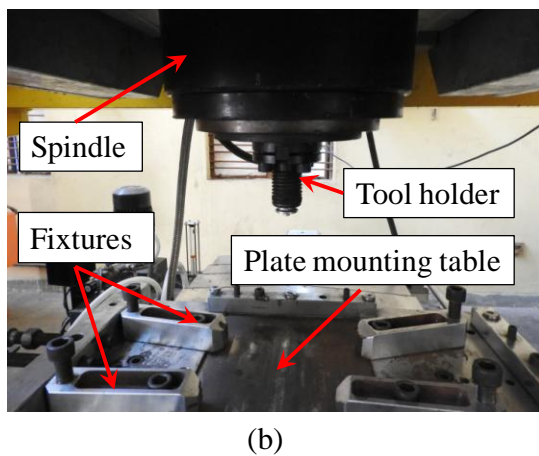 Spindle
Tool holder
Fixtures
Plate mounting table
(b)